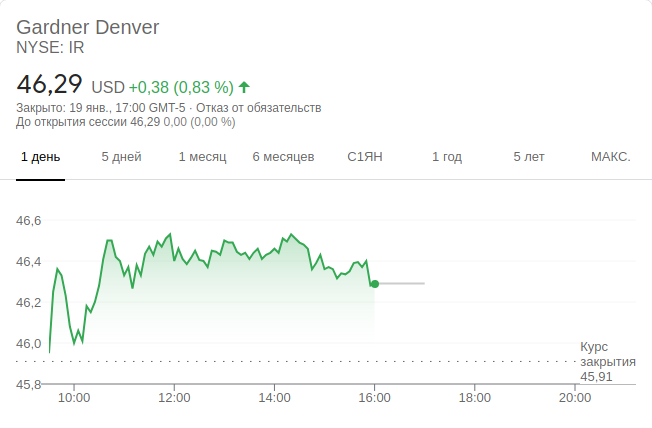 Gardner Denver
NYSE: IR
46,29 USD +0,38 (0,83 %)
Закрыто: 19 янв., 17:00 GMT-5 · Отказ от обязательств
До открытия сессии 46,29 0,00 (0,00 %)
1 день 5 дней 1 месяц 6 месяцев С1ЯН 1 год 5 лет МАКС.
46,6
46,4
46,2
46,0
Курс
закрытия
45,91
45,8
10:00 12:00 14:00 16:00 18:00 20:00